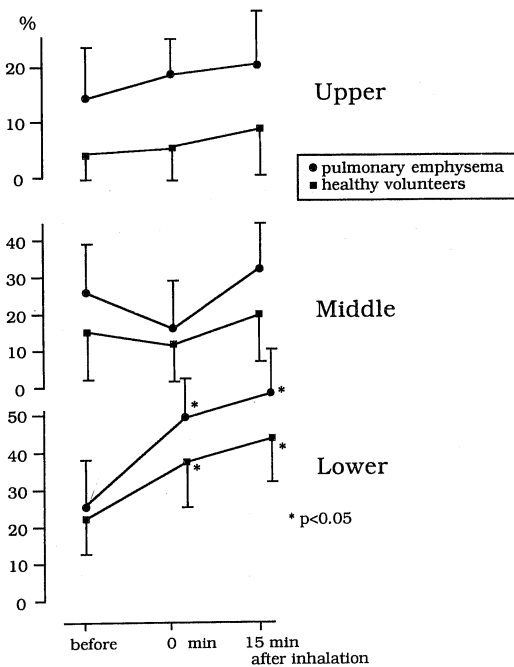 %
20
10
0
Upper
● pulmonary emphysema
■ healthy volunteers
40
30
20
10
0
Middle
*
*
50
40
30
20
10
0
*
*
Lower
* p<0.05
before
0 min
15 min
after inhalation